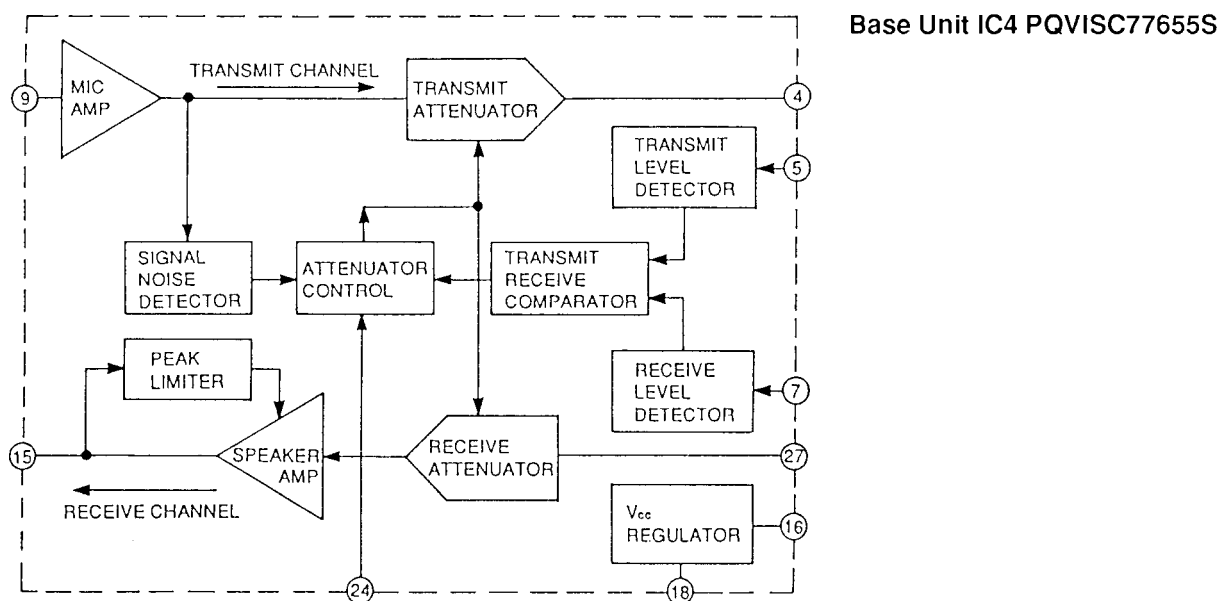 Base Unit IC4 PQVISC77655S
9
MIC
AMP
TRANSMIT CHANNEL
TRANSMIT
ATTENUATOR
4
TRANSMIT
LEVEL
DETECTOR
5
SIGNAL
NOISE
DETECTOR
ATTENUATOR
CONTROL
TRANSMIT
RECEIVE
COMPARATOR
PEAK
LIMITER
RECEIVE
LEVEL
DETECTOR
7
15
SPEAKER
AMP
RECEIVE
ATTENUATOR
27
RECEIVE CHANNEL
Vcc
REGULATOR
16
24
18